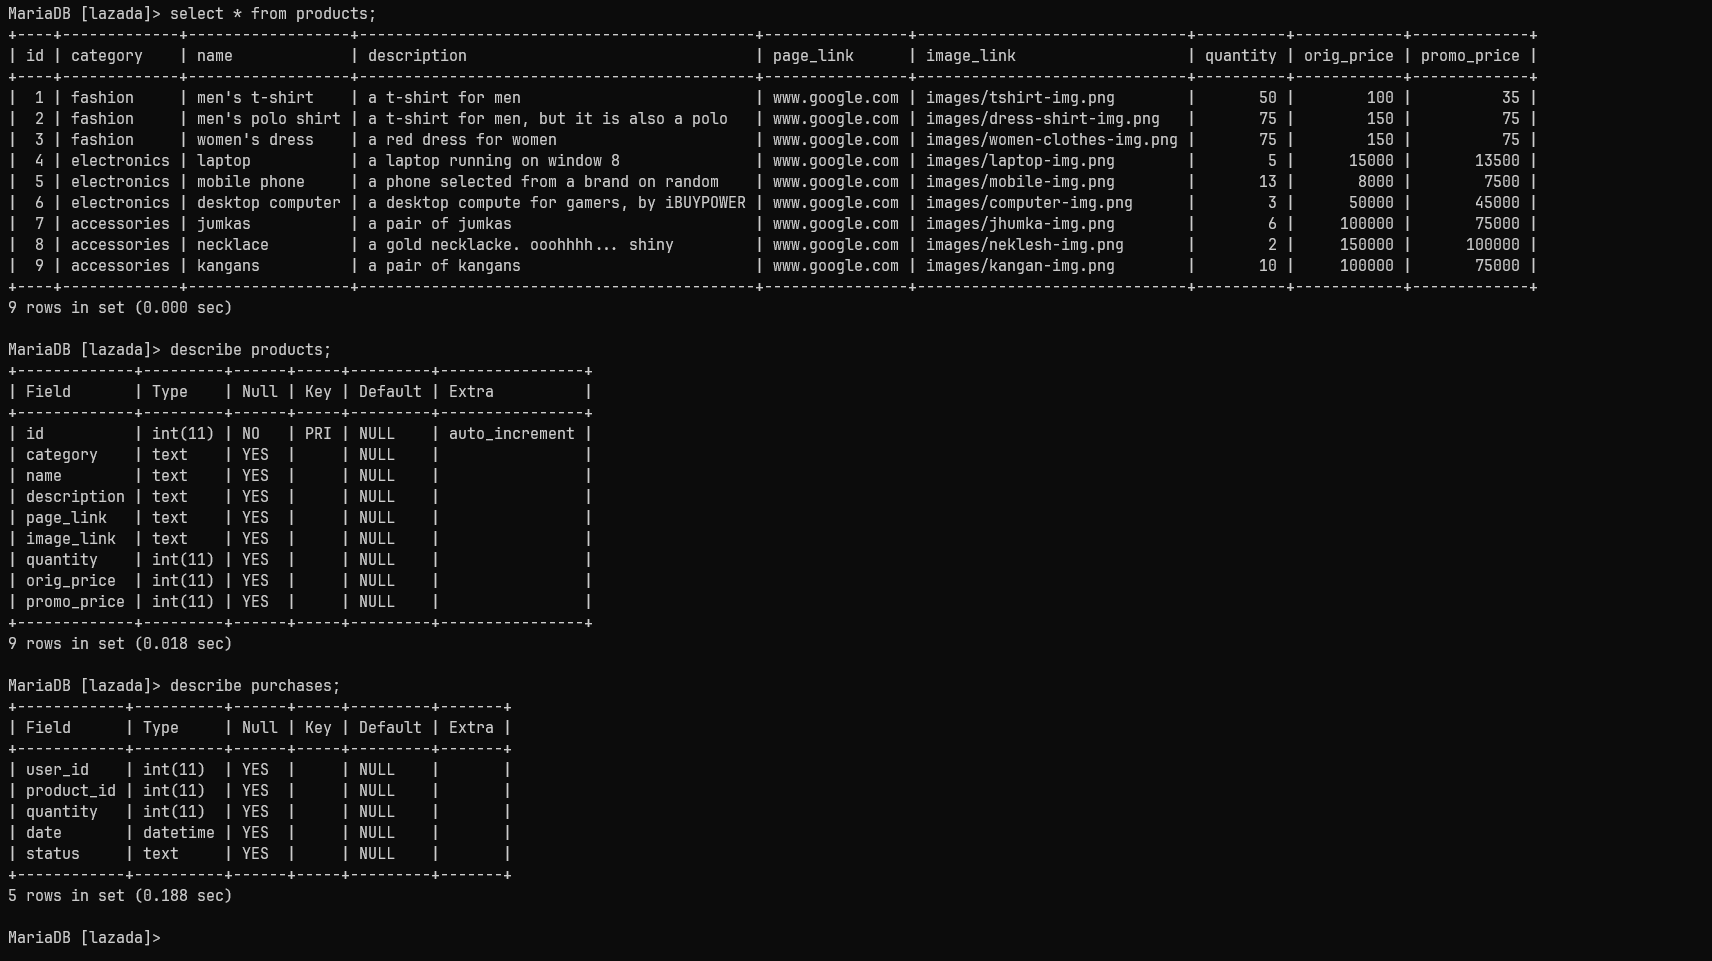 MariaDB [lazada]> select * from products;
+----+-------------+------------------+--------------------------------------------+----------------+------------------------------+----------+------------+-------------+
| id | category    | name             | description                                | page_link      | image_link                   | quantity | orig_price | promo_price |
+----+-------------+------------------+--------------------------------------------+----------------+------------------------------+----------+------------+-------------+
|  1 | fashion     | men's t-shirt    | a t-shirt for men                          | www.google.com | images/tshirt-img.png        |       50 |        100 |          35 |
|  2 | fashion     | men's polo shirt | a t-shirt for men, but it is also a polo   | www.google.com | images/dress-shirt-img.png   |       75 |        150 |          75 |
|  3 | fashion     | women's dress    | a red dress for women                      | www.google.com | images/women-clothes-img.png |       75 |        150 |          75 |
|  4 | electronics | laptop           | a laptop running on window 8               | www.google.com | images/laptop-img.png        |        5 |      15000 |       13500 |
|  5 | electronics | mobile phone     | a phone selected from a brand on random    | www.google.com | images/mobile-img.png        |       13 |       8000 |        7500 |
|  6 | electronics | desktop computer | a desktop compute for gamers, by iBUYPOWER | www.google.com | images/computer-img.png      |        3 |      50000 |       45000 |
|  7 | accessories | jumkas           | a pair of jumkas                           | www.google.com | images/jhumka-img.png        |        6 |     100000 |       75000 |
|  8 | accessories | necklace         | a gold necklacke. ooohhhh... shiny         | www.google.com | images/neklesh-img.png       |        2 |     150000 |      100000 |
|  9 | accessories | kangans          | a pair of kangans                          | www.google.com | images/kangan-img.png        |       10 |     100000 |       75000 |
+----+-------------+------------------+--------------------------------------------+----------------+------------------------------+----------+------------+-------------+
9 rows in set (0.000 sec)

MariaDB [lazada]> describe products;
+-------------+---------+------+-----+---------+----------------+
| Field       | Type    | Null | Key | Default | Extra          |
+-------------+---------+------+-----+---------+----------------+
| id          | int(11) | NO   | PRI | NULL    | auto_increment |
| category    | text    | YES  |     | NULL    |                |
| name        | text    | YES  |     | NULL    |                |
| description | text    | YES  |     | NULL    |                |
| page_link   | text    | YES  |     | NULL    |                |
| image_link  | text    | YES  |     | NULL    |                |
| quantity    | int(11) | YES  |     | NULL    |                |
| orig_price  | int(11) | YES  |     | NULL    |                |
| promo_price | int(11) | YES  |     | NULL    |                |
+-------------+---------+------+-----+---------+----------------+
9 rows in set (0.018 sec)

MariaDB [lazada]> describe purchases;
+------------+----------+------+-----+---------+-------+
| Field      | Type     | Null | Key | Default | Extra |
+------------+----------+------+-----+---------+-------+
| user_id    | int(11)  | YES  |     | NULL    |       |
| product_id | int(11)  | YES  |     | NULL    |       |
| quantity   | int(11)  | YES  |     | NULL    |       |
| date       | datetime | YES  |     | NULL    |       |
| status     | text     | YES  |     | NULL    |       |
+------------+----------+------+-----+---------+-------+
5 rows in set (0.188 sec)

MariaDB [lazada]>